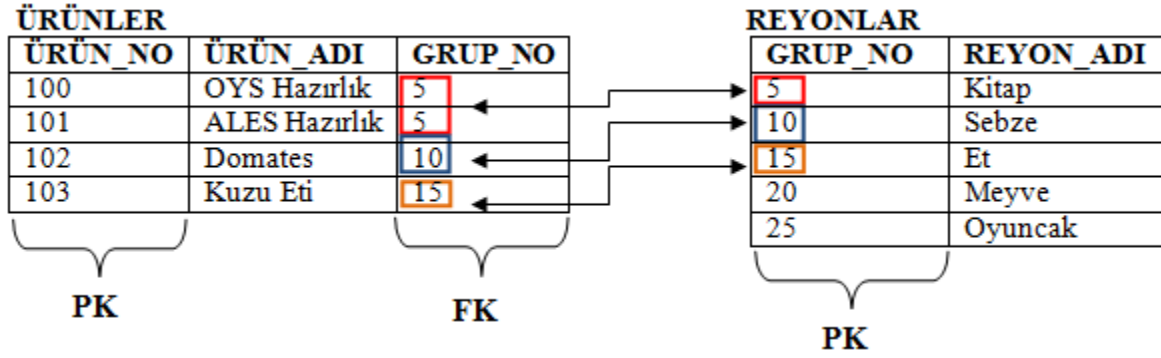 ÜRÜNLER
ÜRÜN_NO ÜRÜN_ADI GRUP_NO
100 OYS Hazırlık 5
101 ALES Hazırlık 5
102 Domates 10
103 Kuzu Eti 15
PK FK
REYONLAR
GRUP_NO REYON_ADI
5 Kitap
10 Sebze
15 Et
20 Meyve
25 Oyuncak
PK